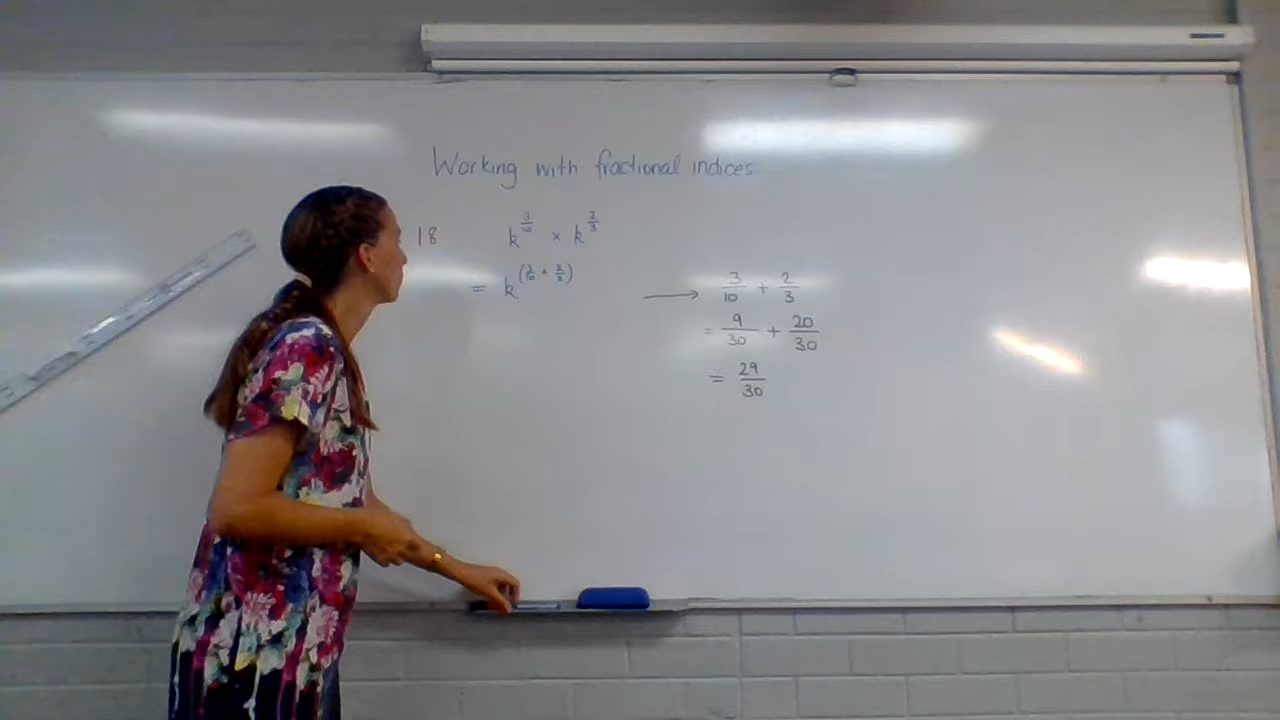 Working with fractional indices
18 k^(3/10) × k^(2/3)
= k^(3/10 + 2/3) → 3/10 + 2/3
= 9/30 + 20/30
= 29/30